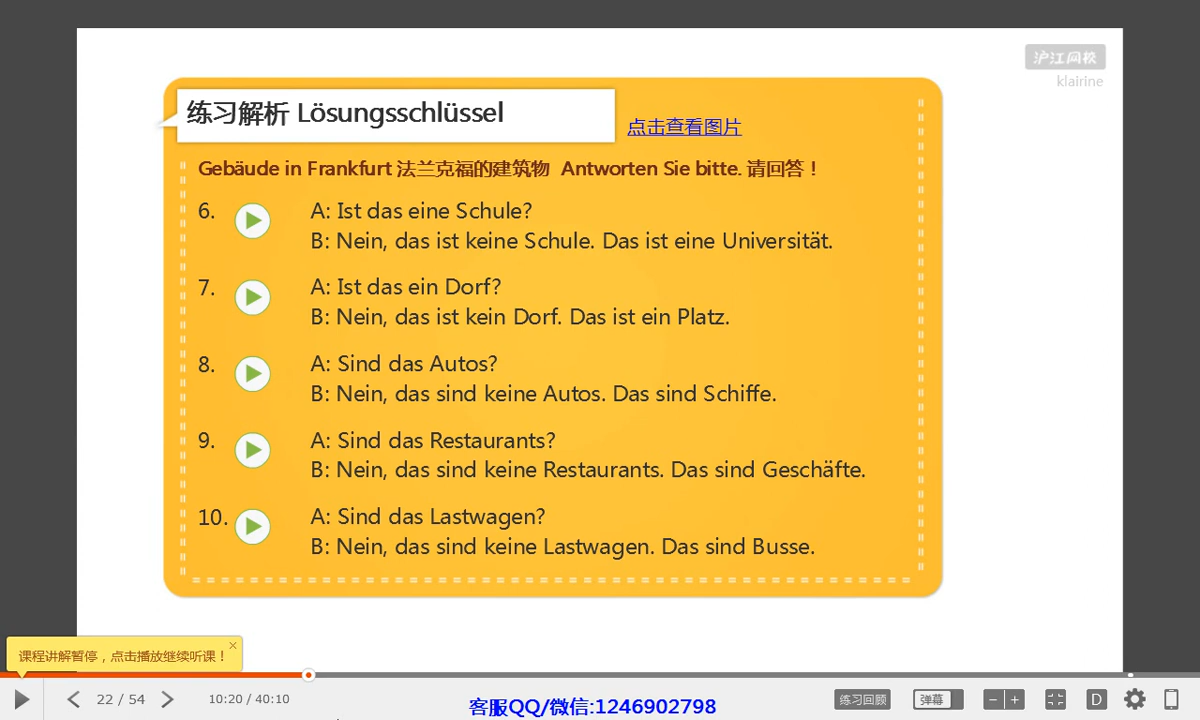 沪江网校
klairine
练习解析 Lösungsschlüssel
点击查看图片
Gebäude in Frankfurt 法兰克福的建筑物 Antworten Sie bitte. 请回答！
6. A: Ist das eine Schule?
B: Nein, das ist keine Schule. Das ist eine Universität.
7. A: Ist das ein Dorf?
B: Nein, das ist kein Dorf. Das ist ein Platz.
8. A: Sind das Autos?
B: Nein, das sind keine Autos. Das sind Schiffe.
9. A: Sind das Restaurants?
B: Nein, das sind keine Restaurants. Das sind Geschäfte.
10. A: Sind das Lastwagen?
B: Nein, das sind keine Lastwagen. Das sind Busse.
课程讲解暂停，点击播放继续听课！
22 / 54 10:20 / 40:10 客服QQ/微信:1246902798 练习回顾 弹幕 D